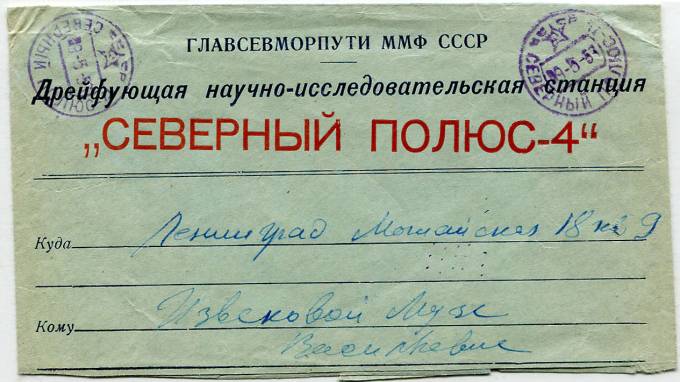 ГЛАВСЕВМОРПУТИ ММФ СССР
Дрейфующая научно-исследовательская станция
„СЕВЕРНЫЙ ПОЛЮС-4“
Куда Ленинград Можайская 18 кв 9
Кому Извековой
Васильевне